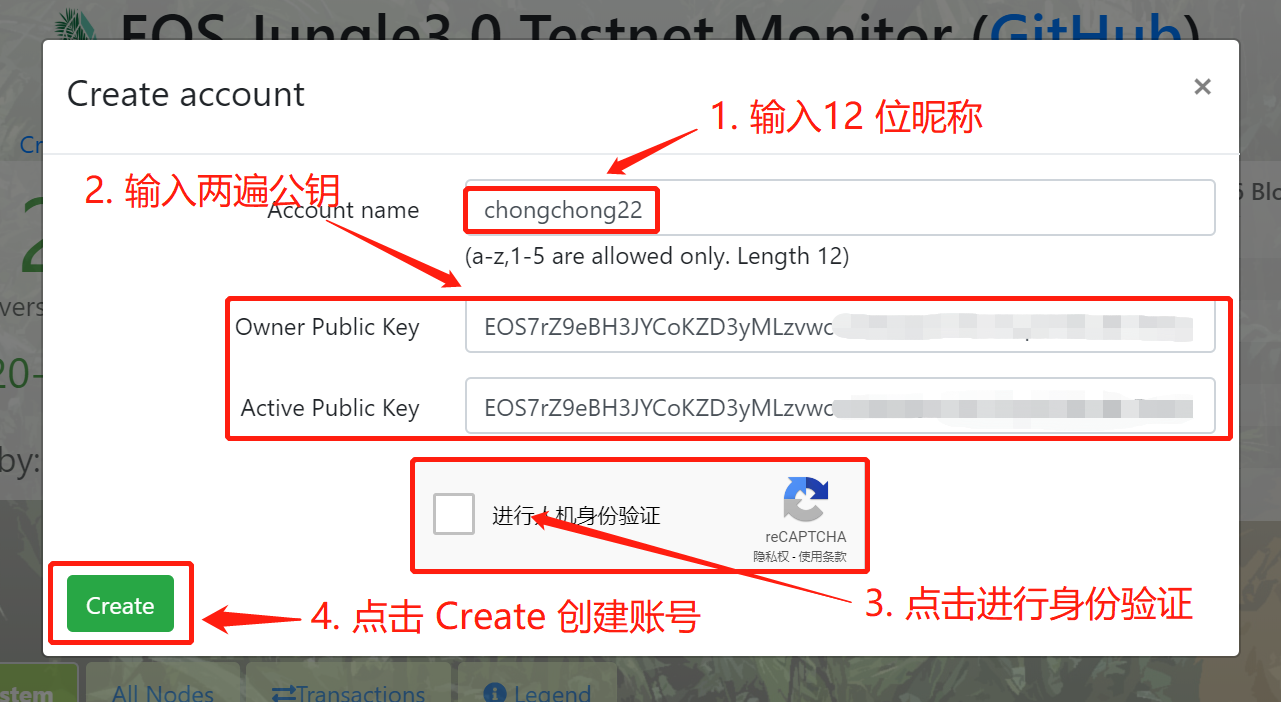 EOS Jungle3.0 Testnet Monitor (GitHub)
Create account
×
1. 输入12 位昵称
Cr
2. 输入两遍公钥
Account name
chongchong22
(a-z,1-5 are allowed only. Length 12)
Owner Public Key
EOS7rZ9eBH3JYCoKZD3yMLzvwc
Active Public Key
EOS7rZ9eBH3JYCoKZD3yMLzvwc
vers
20-
by:
进行人机身份验证
reCAPTCHA
隐私权 - 使用条款
3. 点击进行身份验证
Create
4. 点击 Create 创建账号
stem
All Nodes
Transactions
Legend